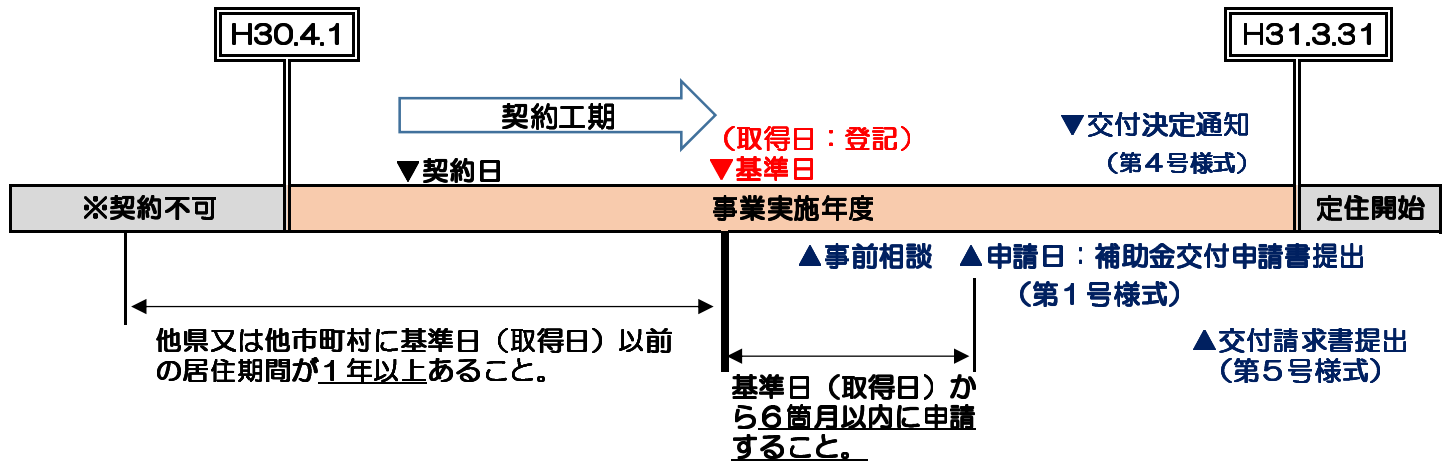 H30.4.1
H31.3.31
契約工期
(取得日：登記)
▼交付決定通知
(第４号様式)
▼契約日
▼基準日
※契約不可
事業実施年度
定住開始
▲事前相談
▲申請日：補助金交付申請書提出
(第１号様式)
他県又は他市町村に基準日（取得日）以前
の居住期間が１年以上あること。
▲交付請求書提出
(第５号様式)
基準日（取得日）か
ら６箇月以内に申請
すること。